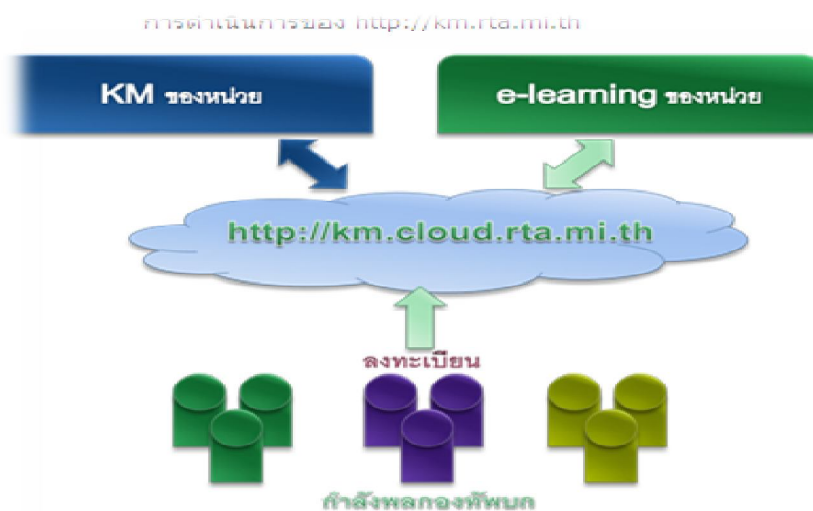 การดำเนินการของ http://km.rta.mi.th
KM ของหน่วย
e-learning ของหน่วย
http://km.cloud.rta.mi.th
ลงทะเบียน
กำลังพลกองทัพบก